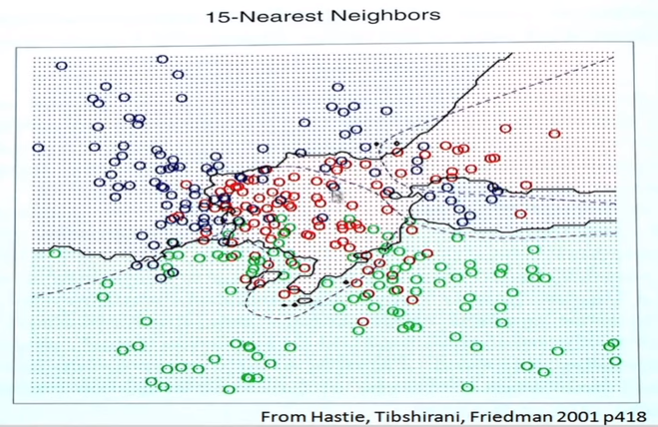 15-Nearest Neighbors
From Hastie, Tibshirani, Friedman 2001 p418